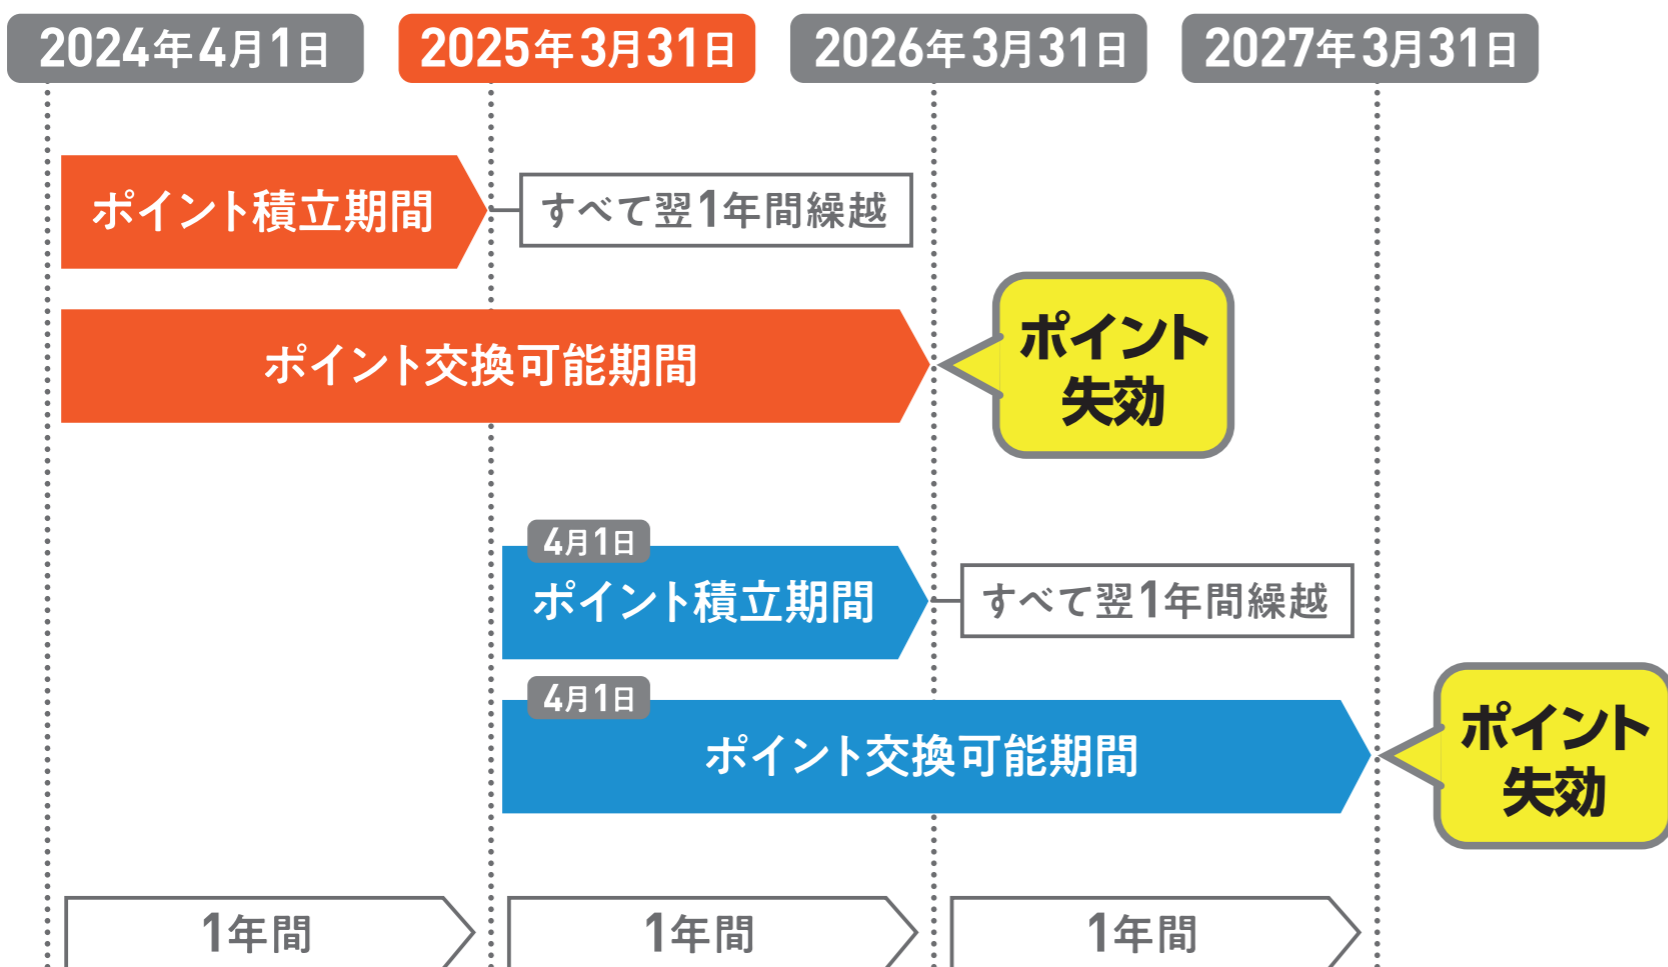 2024年4月1日
2025年3月31日
2026年3月31日
2027年3月31日
ポイント積立期間
すべて翌1年間繰越
ポイント交換可能期間
ポイント
失効
4月1日
ポイント積立期間
すべて翌1年間繰越
4月1日
ポイント交換可能期間
ポイント
失効
1年間
1年間
1年間